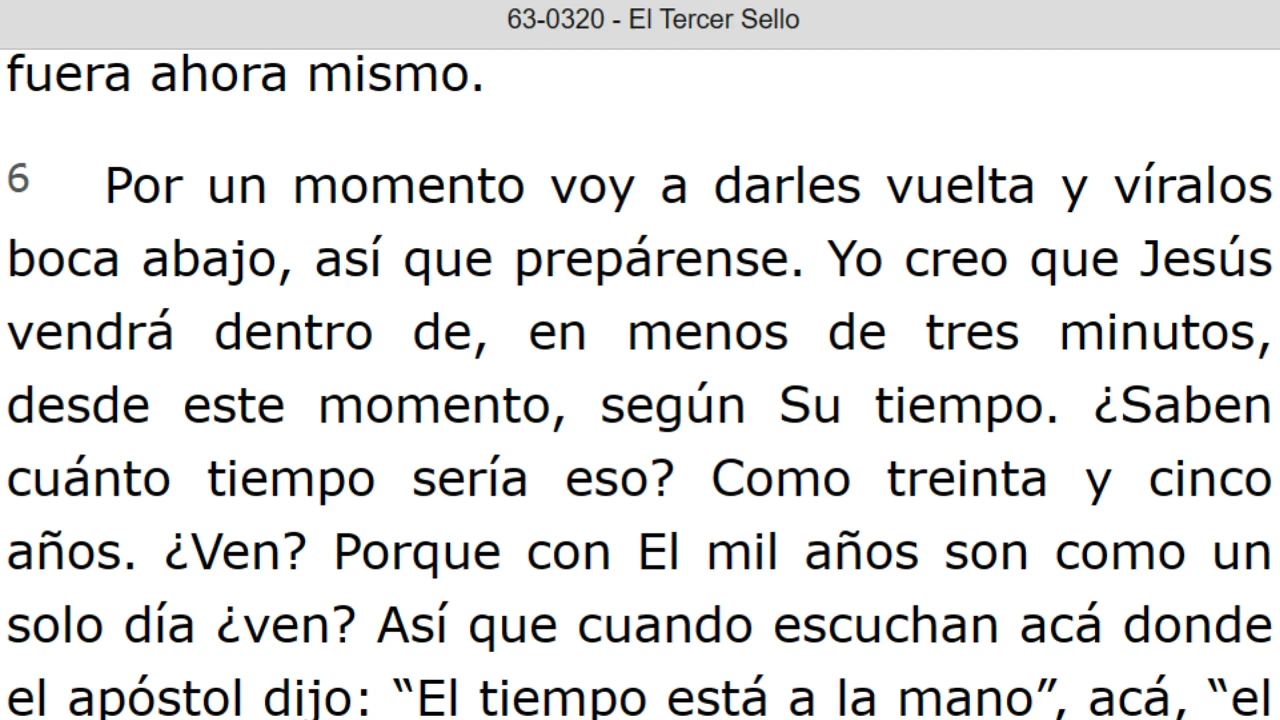 63-0320 - El Tercer Sello
fuera ahora mismo.
6 Por un momento voy a darles vuelta y víralos
boca abajo, así que prepárense. Yo creo que Jesús
vendrá dentro de, en menos de tres minutos,
desde este momento, según Su tiempo. ¿Saben
cuánto tiempo sería eso? Como treinta y cinco
años. ¿Ven? Porque con El mil años son como un
solo día ¿ven? Así que cuando escuchan acá donde
el apóstol dijo: “El tiempo está a la mano”, acá, “el